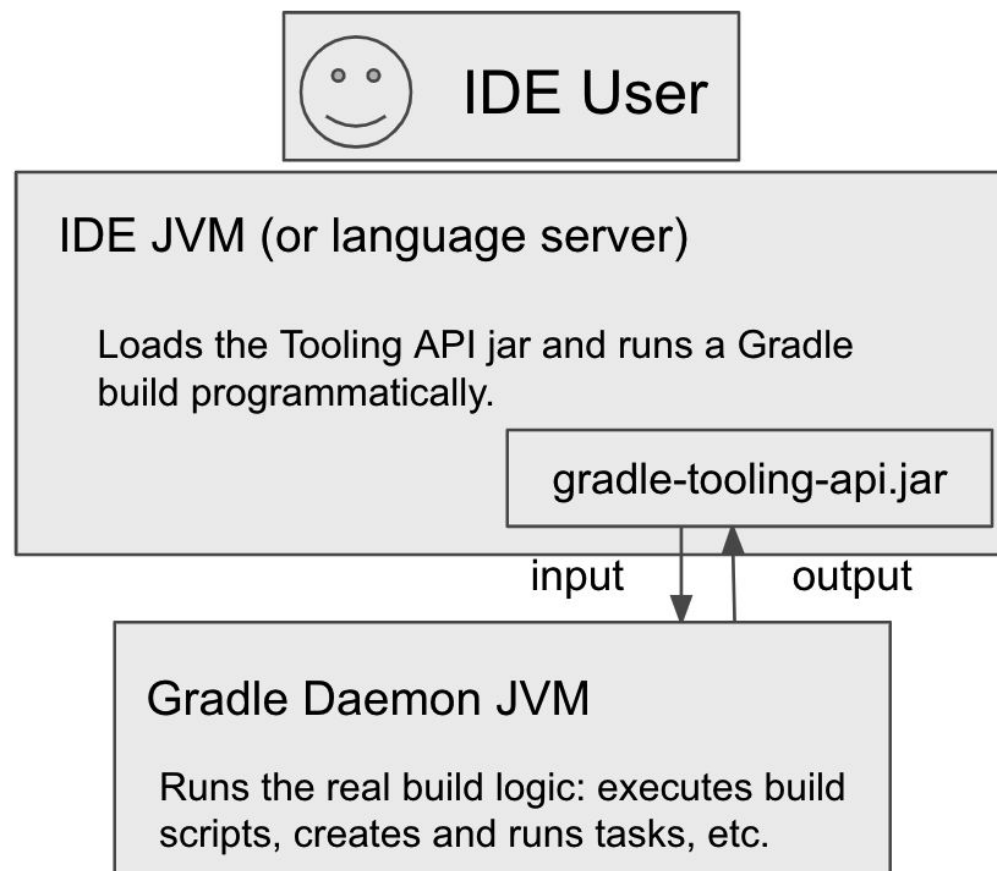 IDE User
IDE JVM (or language server)
Loads the Tooling API jar and runs a Gradle
build programmatically.
gradle-tooling-api.jar
input
output
Gradle Daemon JVM
Runs the real build logic: executes build
scripts, creates and runs tasks, etc.